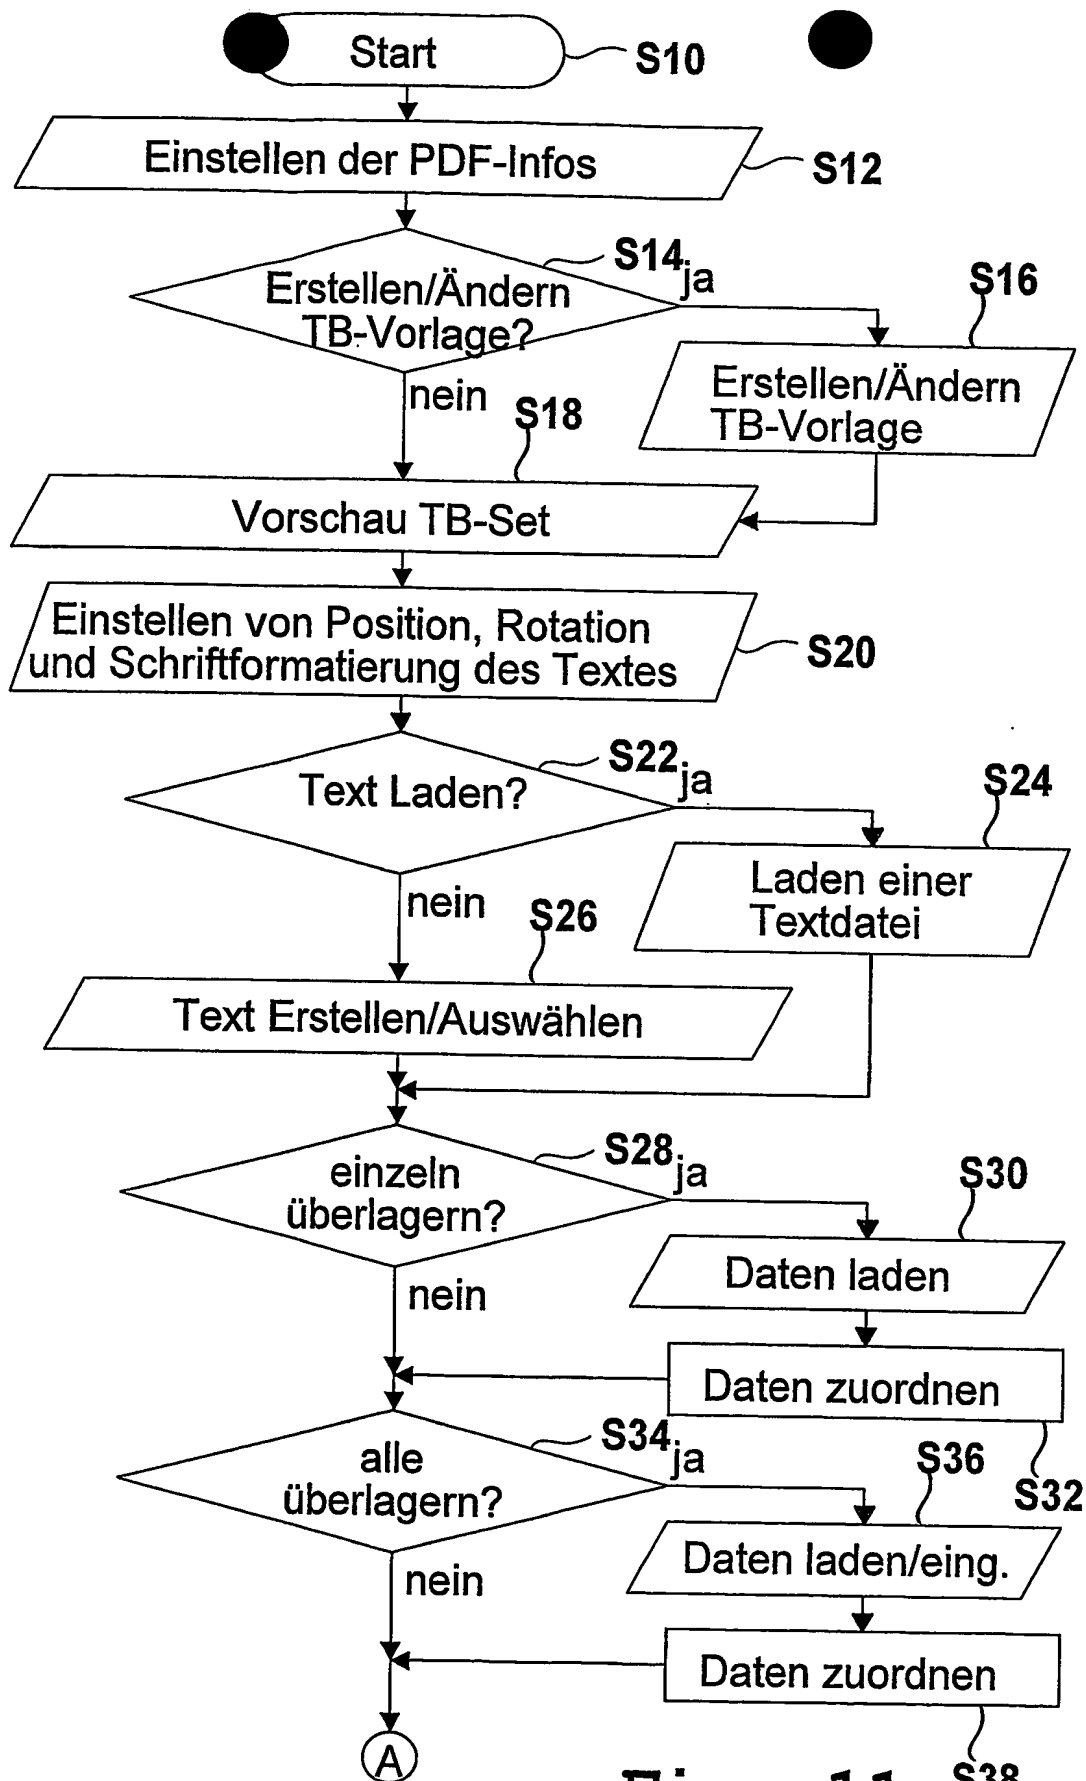 Start
S10
Einstellen der PDF-Infos
S12
S14
Erstellen/Ändern
TB-Vorlage?
ja
S16
Erstellen/Ändern
TB-Vorlage
nein
S18
Vorschau TB-Set
Einstellen von Position, Rotation
und Schriftformatierung des Textes
S20
S22
Text Laden?
ja
S24
Laden einer
Textdatei
nein
S26
Text Erstellen/Auswählen
S28
einzeln
überlagern?
ja
S30
Daten laden
nein
Daten zuordnen
S32
S34
alle
überlagern?
ja
S36
Daten laden/eing.
nein
Daten zuordnen
S38
A